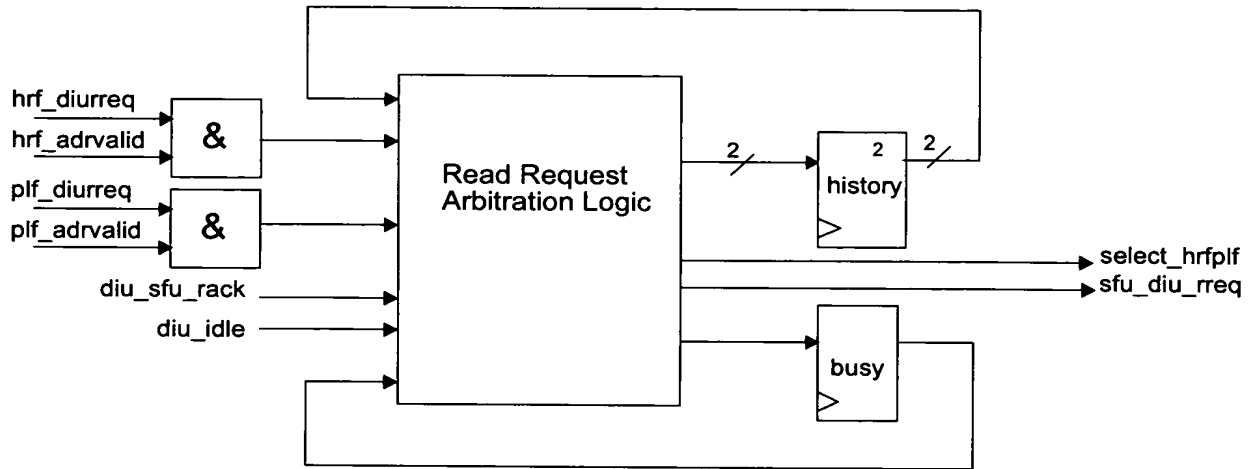 hrf_diurreq
hrf_adrvalid
&
plf_diurreq
plf_adrvalid
&
diu_sfu_rack
diu_idle
Read Request
Arbitration Logic
2
2
2
history
select_hrfplf
sfu_diu_rreq
busy